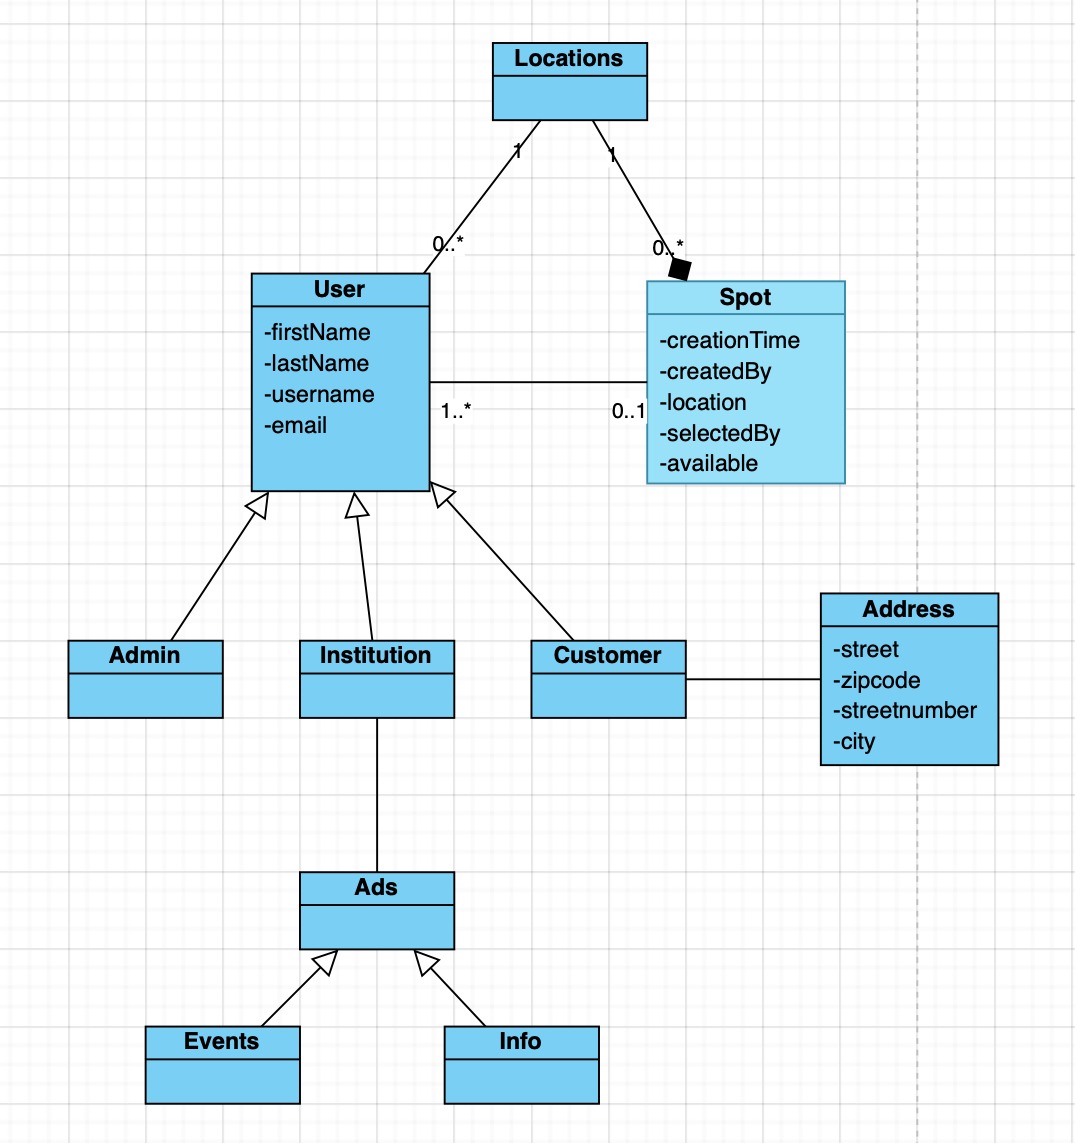 Locations
1
1
0..*
0..*
User
-firstName
-lastName
-username
-email
Spot
-creationTime
-createdBy
-location
-selectedBy
-available
1..*
0..1
Admin
Institution
Customer
Address
-street
-zipcode
-streetnumber
-city
Ads
Events
Info